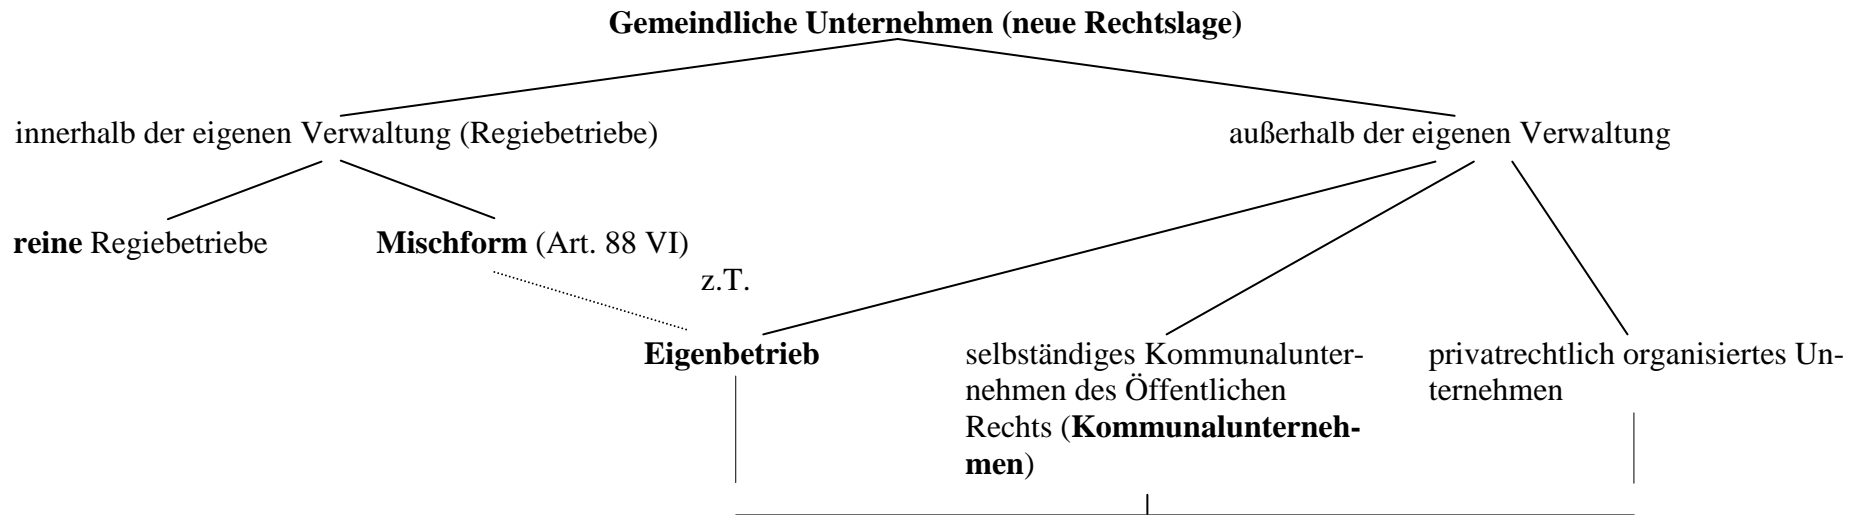 Gemeindliche Unternehmen (neue Rechtslage)
innerhalb der eigenen Verwaltung (Regiebetriebe)
außerhalb der eigenen Verwaltung
reine Regiebetriebe
Mischform (Art. 88 VI)
z.T.
Eigenbetrieb
selbständiges Kommunalunter-
nehmen des Öffentlichen
Rechts (Kommunalunterneh-
men)
privatrechtlich organisiertes Un-
ternehmen